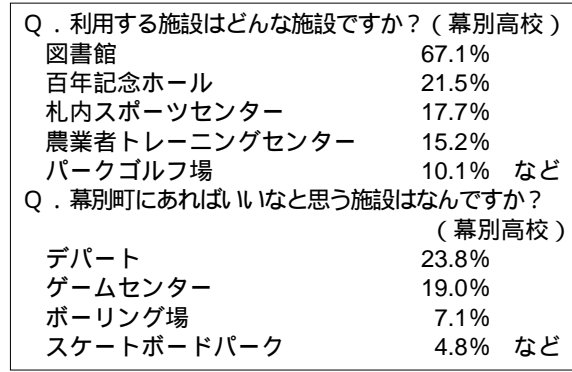 Ｑ．利用する施設はどんな施設ですか？（幕別高校）
図書館 67.1%
百年記念ホール 21.5%
札内スポーツセンター 17.7%
農業者トレーニングセンター 15.2%
パークゴルフ場 10.1% など
Ｑ．幕別町にあればいいなと思う施設はなんですか？
（幕別高校）
デパート 23.8%
ゲームセンター 19.0%
ボーリング場 7.1%
スケートボードパーク 4.8% など